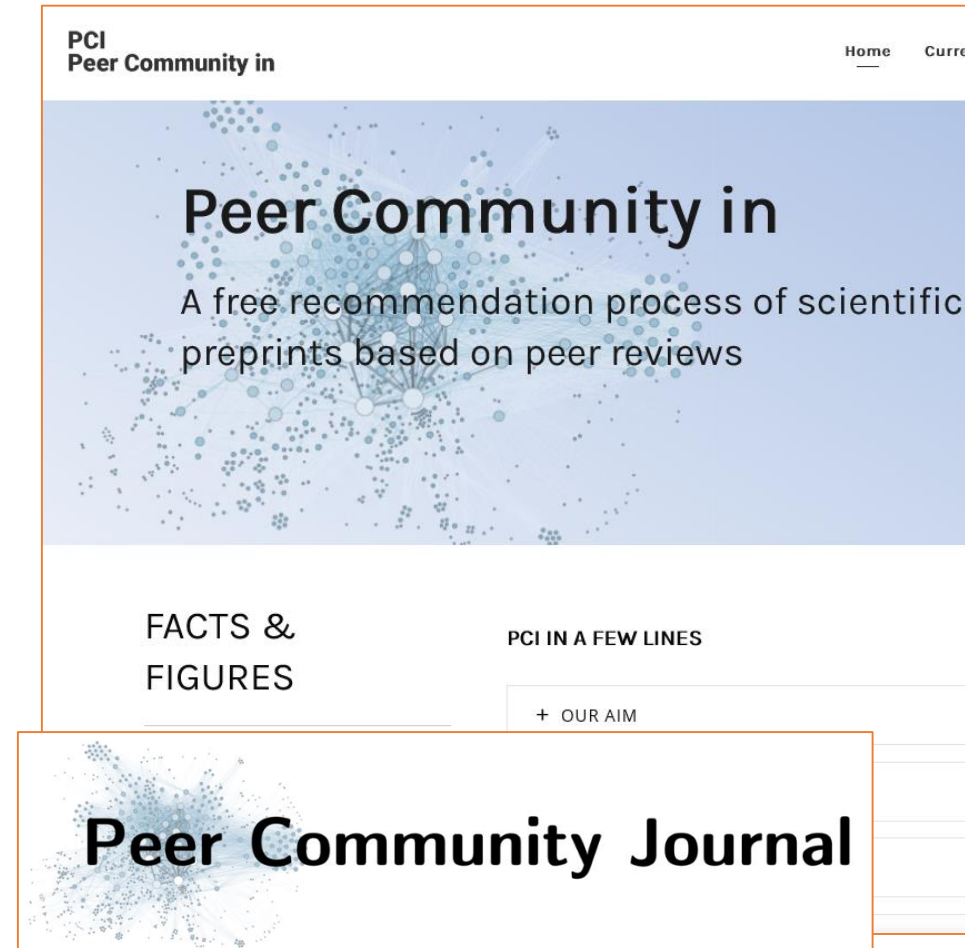 PCI
Peer Community in
Home
Peer Community in
A free recommendation process of scientific
preprints based on peer reviews
FACTS &
FIGURES
PCI IN A FEW LINES
+ OUR AIM
Peer Community Journal